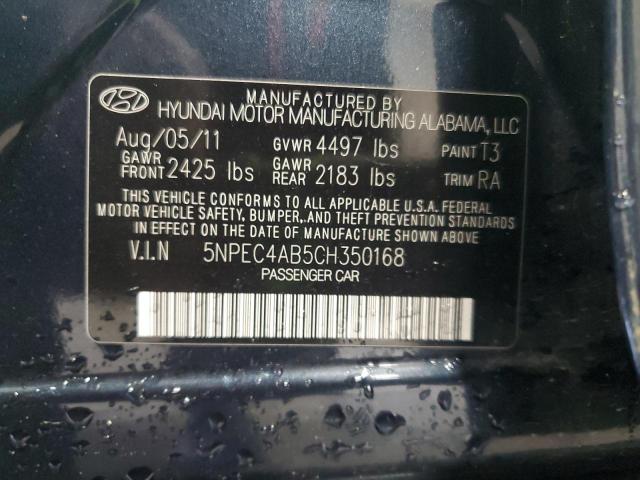 MANUFACTURED BY
HYUNDAI MOTOR MANUFACTURING ALABAMA, LLC
Aug/05/11 GVWR 4497 lbs PAINT T3
GAWR FRONT 2425 lbs GAWR REAR 2183 lbs TRIM RA
THIS VEHICLE CONFORMS TO ALL APPLICABLE U.S.A. FEDERAL
MOTOR VEHICLE SAFETY, BUMPER, AND THEFT PREVENTION STANDARDS
IN EFFECT ON THE DATE OF MANUFACTURE SHOWN ABOVE.
V.I.N 5NPEC4AB5CH350168
PASSENGER CAR